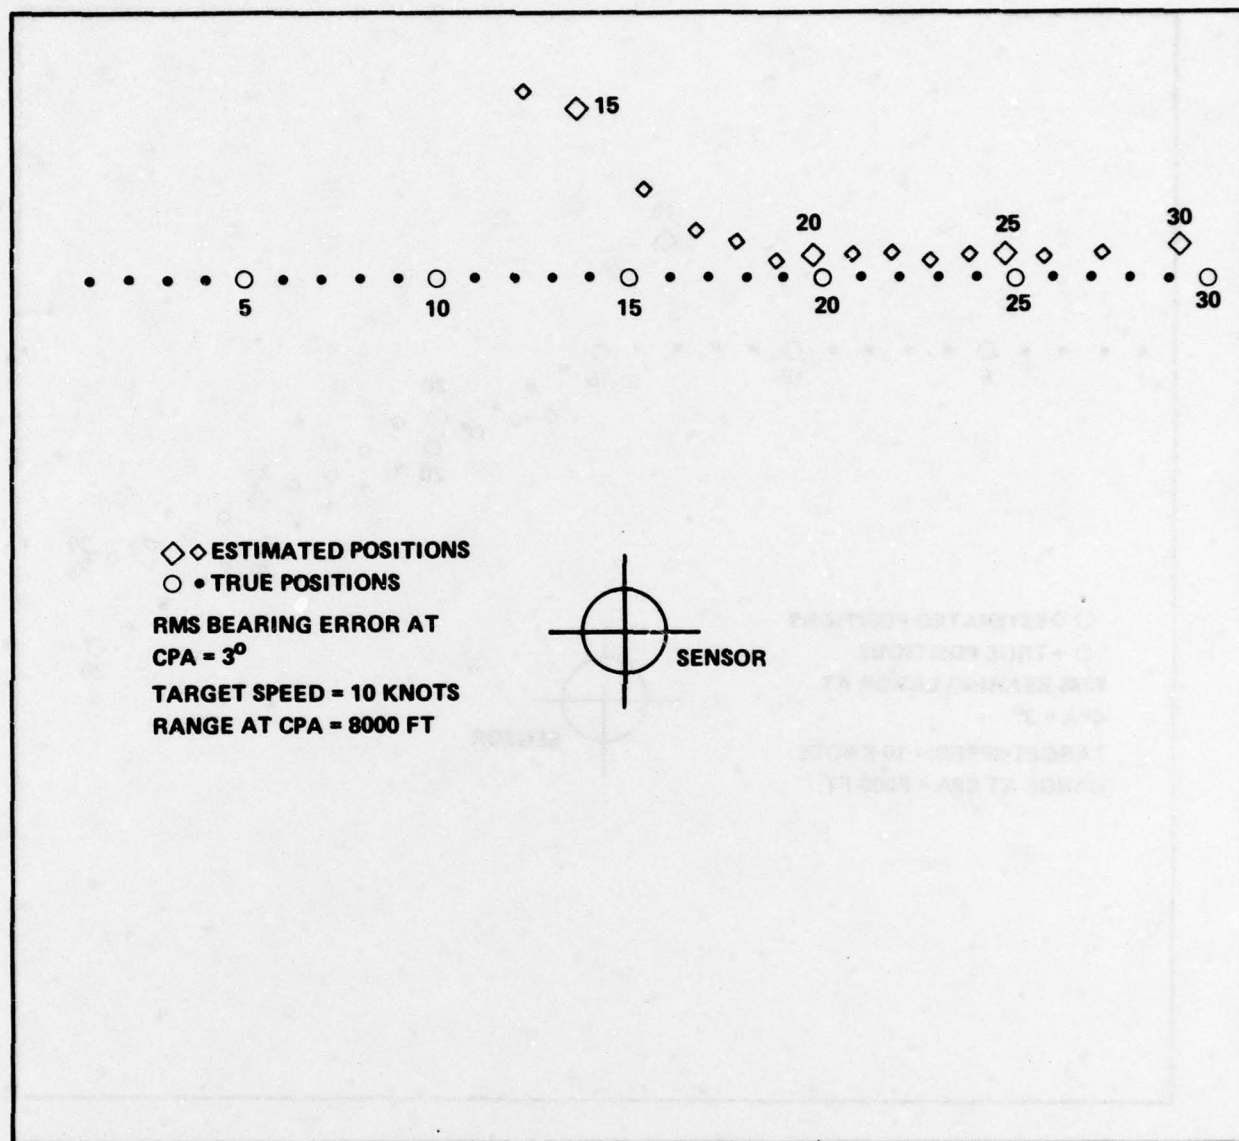 15
20
25
30
5
10
15
20
25
30
◇ ◇ ESTIMATED POSITIONS
○ • TRUE POSITIONS
RMS BEARING ERROR AT
CPA = 3°
TARGET SPEED = 10 KNOTS
RANGE AT CPA = 8000 FT
SENSOR